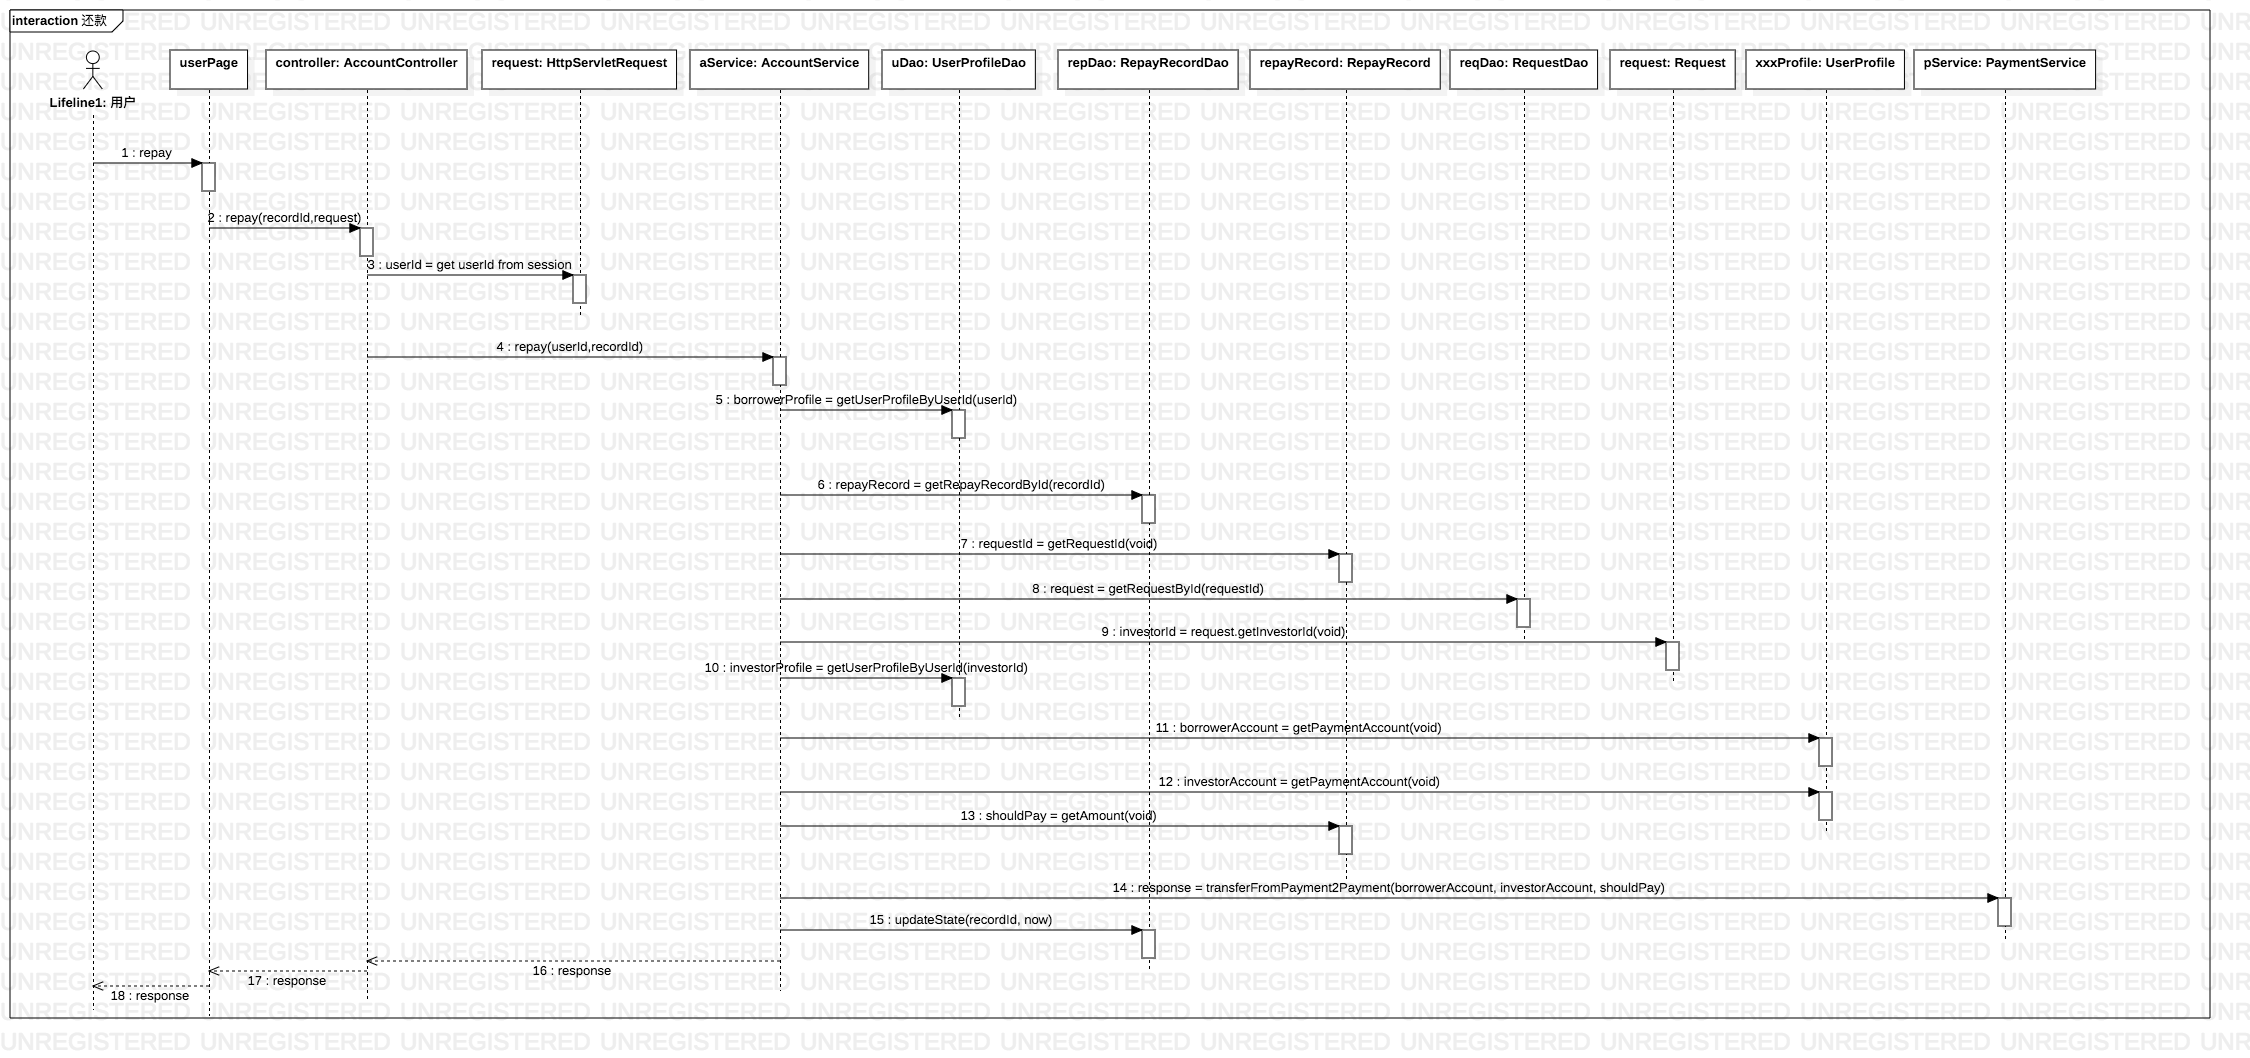 interaction 还款
Lifeline1: 用户
userPage
controller: AccountController
request: HttpServletRequest
aService: AccountService
uDao: UserProfileDao
repDao: RepayRecordDao
repayRecord: RepayRecord
reqDao: RequestDao
request: Request
xxxProfile: UserProfile
pService: PaymentService
1 : repay
2 : repay(recordId,request)
3 : userId = get userId from session
4 : repay(userId,recordId)
5 : borrowerProfile = getUserProfileByUserId(userId)
6 : repayRecord = getRepayRecordById(recordId)
7 : requestId = getRequestId(void)
8 : request = getRequestById(requestId)
9 : investorId = request.getInvestorId(void)
10 : investorProfile = getUserProfileByUserId(investorId)
11 : borrowerAccount = getPaymentAccount(void)
12 : investorAccount = getPaymentAccount(void)
13 : shouldPay = getAmount(void)
14 : response = transferFromPayment2Payment(borrowerAccount, investorAccount, shouldPay)
15 : updateState(recordId, now)
16 : response
17 : response
18 : response
UNREGISTERED